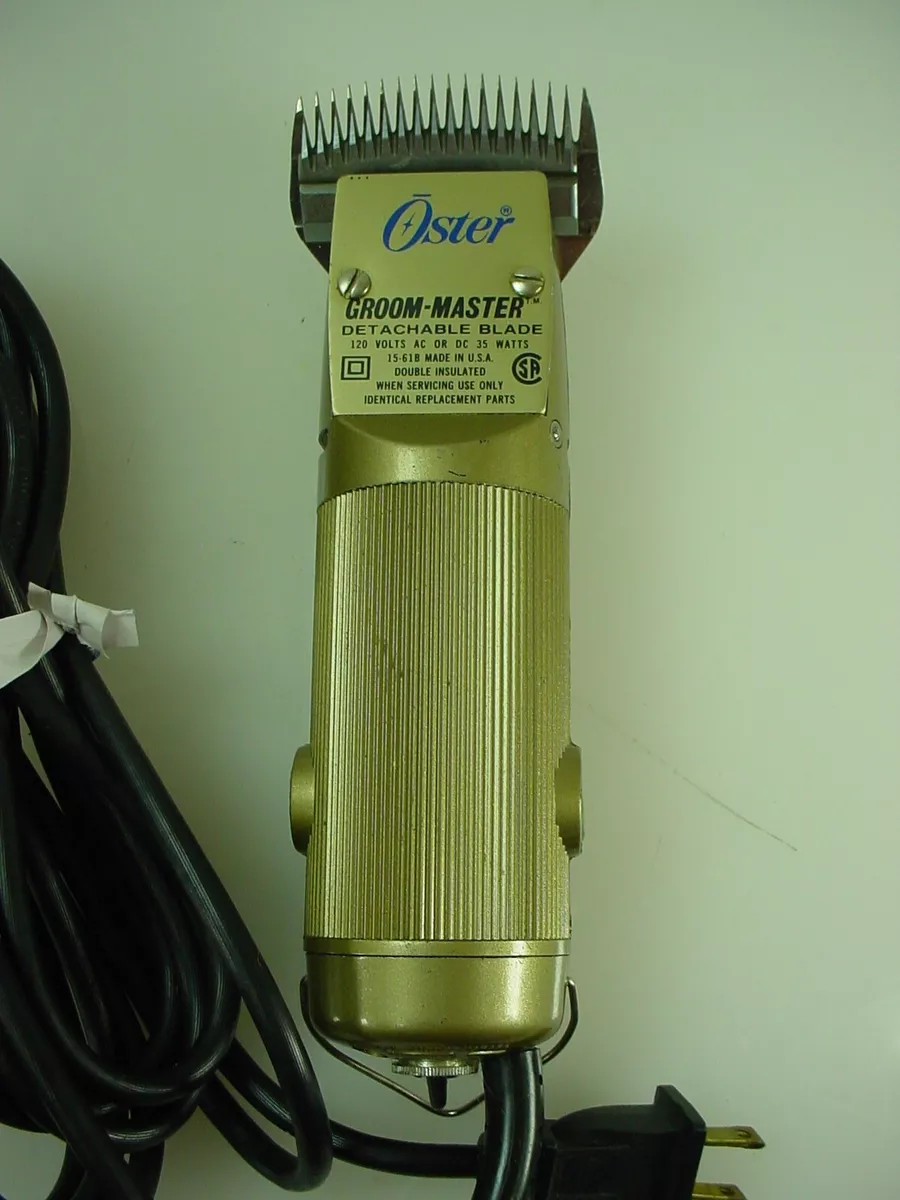 Oster®
GROOM-MASTER™
DETACHABLE BLADE
120 VOLTS AC OR DC 35 WATTS
15-61B MADE IN U.S.A.
DOUBLE INSULATED
WHEN SERVICING USE ONLY
IDENTICAL REPLACEMENT PARTS
SA